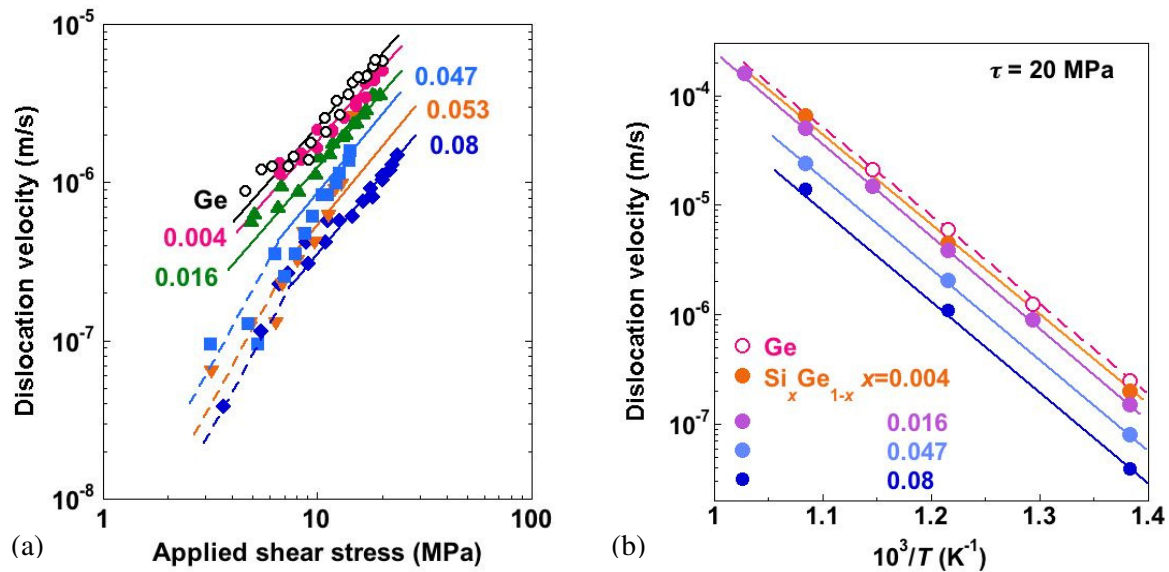 10⁻⁵
10⁻⁶
10⁻⁷
10⁻⁸
Dislocation velocity (m/s)
0.047
0.053
0.08
Ge
0.004
0.016
1
10
100
Applied shear stress (MPa)
(a)
τ = 20 MPa
10⁻⁴
10⁻⁵
10⁻⁶
10⁻⁷
Dislocation velocity (m/s)
Ge
SiₓGe₁₋ₓ x=0.004
0.016
0.047
0.08
1
1.1
1.2
1.3
1.4
10³/T (K⁻¹)
(b)